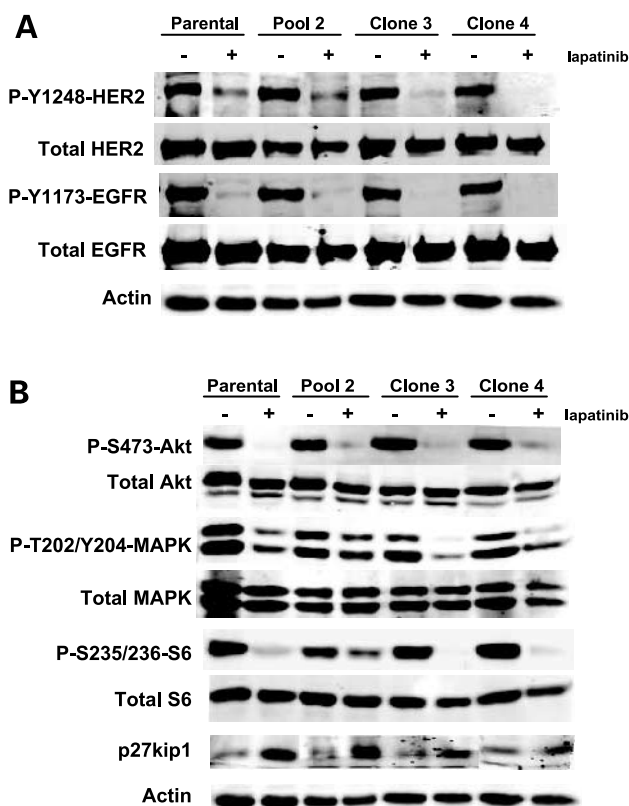 A
Parental Pool 2 Clone 3 Clone 4
- + - + - + - + lapatinib
P-Y1248-HER2
Total HER2
P-Y1173-EGFR
Total EGFR
Actin
B
Parental Pool 2 Clone 3 Clone 4
- + - + - + - + lapatinib
P-S473-Akt
Total Akt
P-T202/Y204-MAPK
Total MAPK
P-S235/236-S6
Total S6
p27kip1
Actin